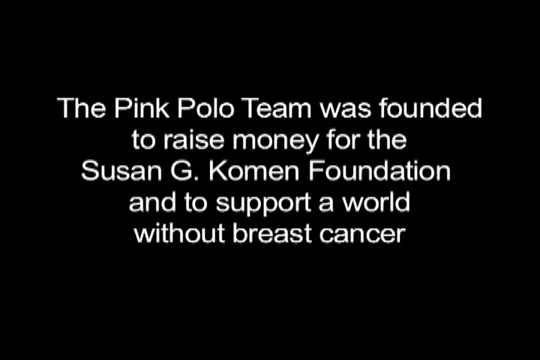 The Pink Polo Team was founded
to raise money for the
Susan G. Komen Foundation
and to support a world
without breast cancer